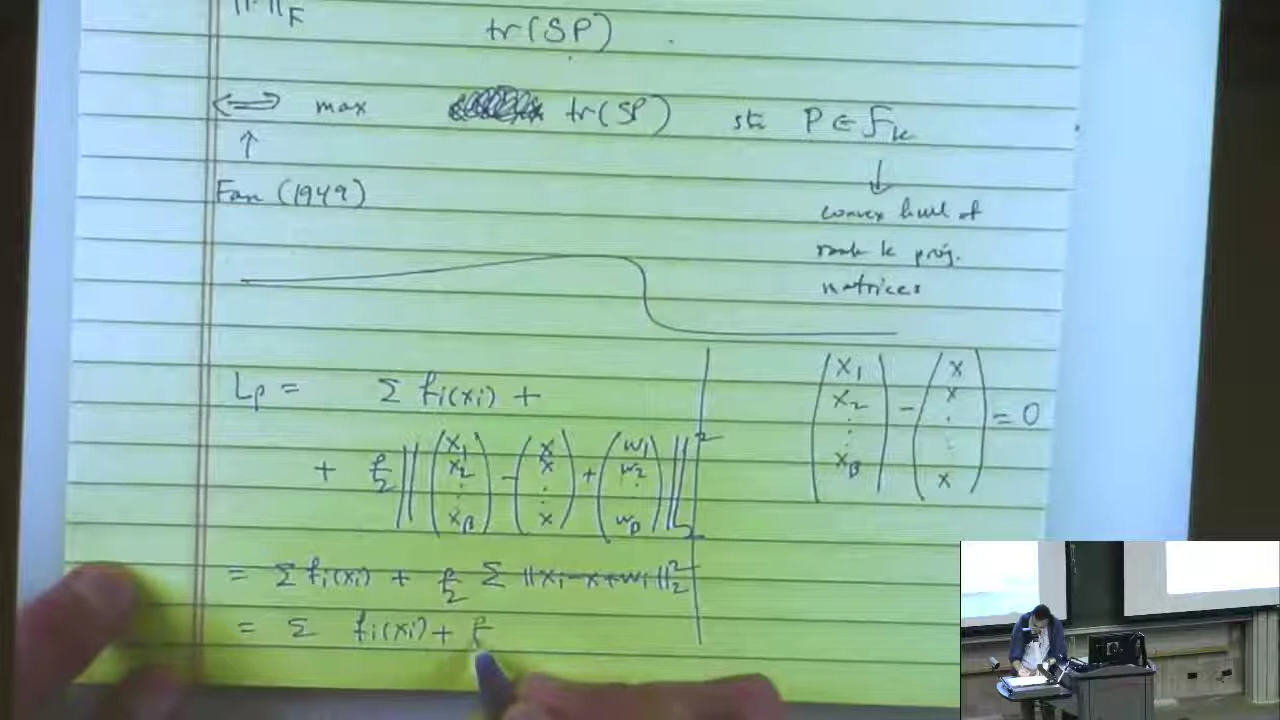 ‖·‖_F
tr(SP) .
⟺ max tr(SP) st. P ∈ F_k
↑ ↓
Fan (1949)
convex hull of
rank k proj.
matrices
L_ρ = Σ f_i(x_i) +
+ ρ/2 ‖ (x_1 x_2 ⋮ x_B) - (x x ⋮ x) + (w_1 w_2 ⋮ w_B) ‖_2^2
(x_1 x_2 ⋮ x_B) - (x x ⋮ x) = 0
= Σ f_i(x_i) + ρ/2 Σ ‖x_i - x + w_i‖_2^2
= Σ f_i(x_i) + ρ